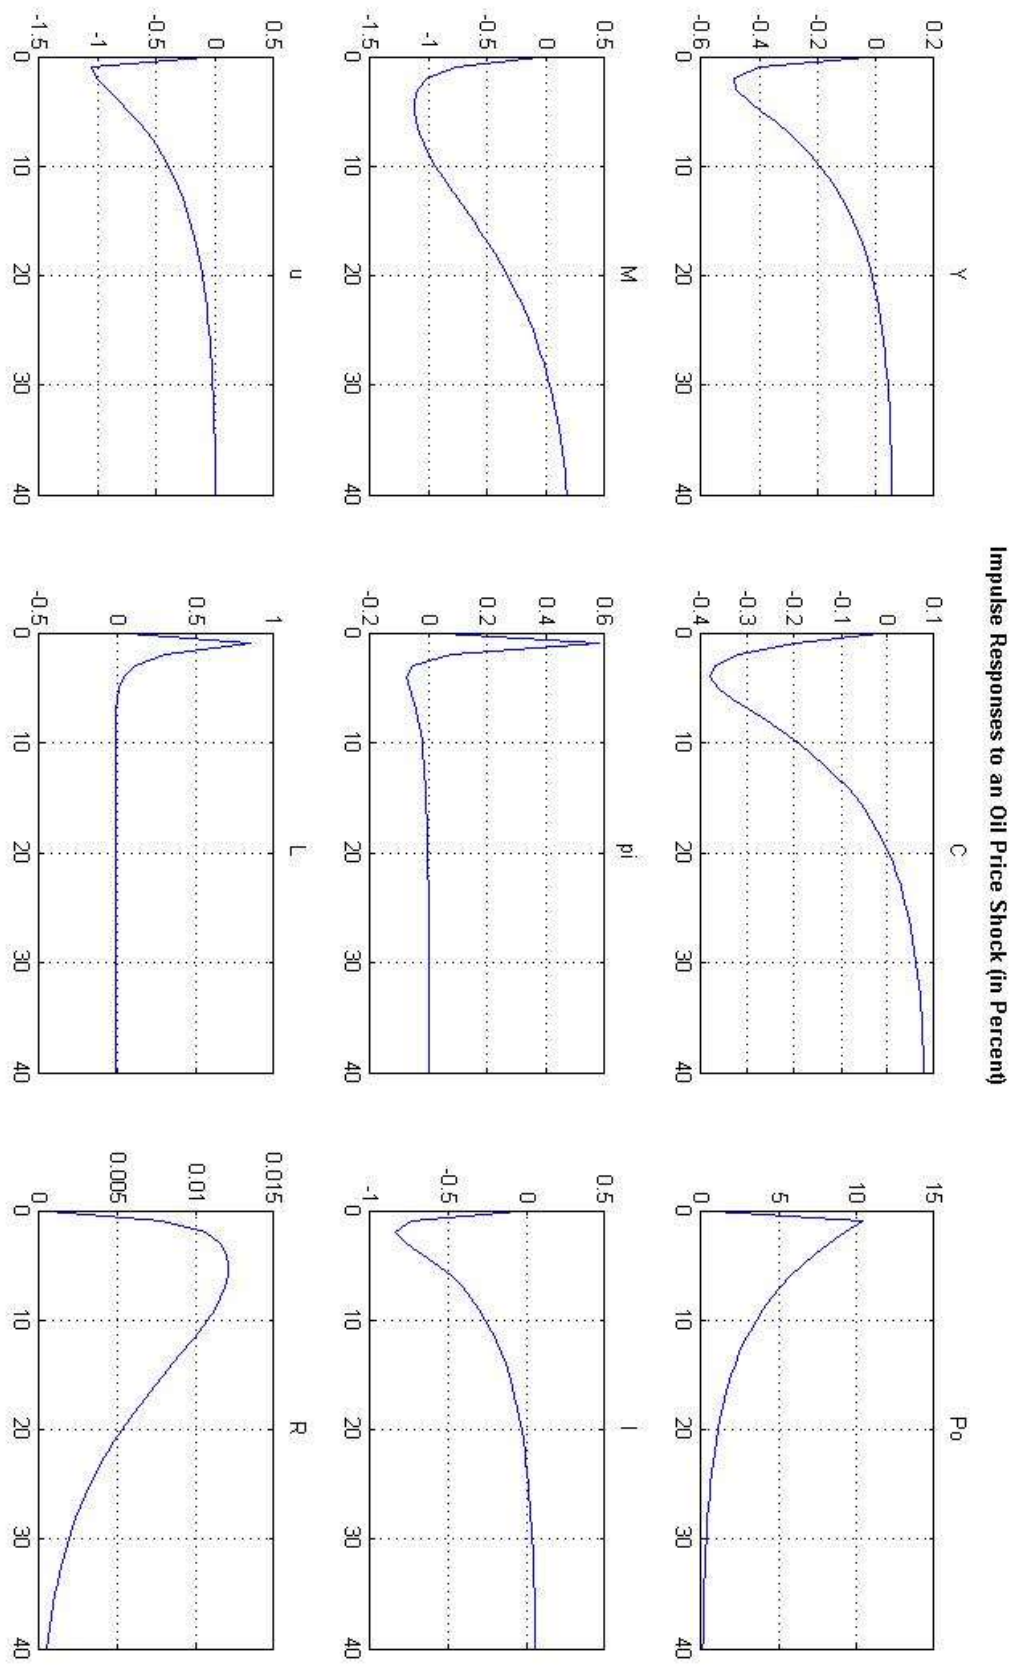 Impulse Responses to an Oil Price Shock (in Percent)
Y
0.2
0
-0.2
-0.4
-0.6
0 10 20 30 40
C
0.1
0
-0.1
-0.2
-0.3
-0.4
0 10 20 30 40
Po
15
10
5
0
0 10 20 30 40
M
0.5
0
-0.5
-1
-1.5
0 10 20 30 40
pi
0.6
0.4
0.2
0
-0.2
0 10 20 30 40
I
0.5
0
-0.5
-1
0 10 20 30 40
u
0.5
0
-0.5
-1
-1.5
0 10 20 30 40
L
1
0.5
0
-0.5
0 10 20 30 40
R
0.015
0.01
0.005
0
0 10 20 30 40